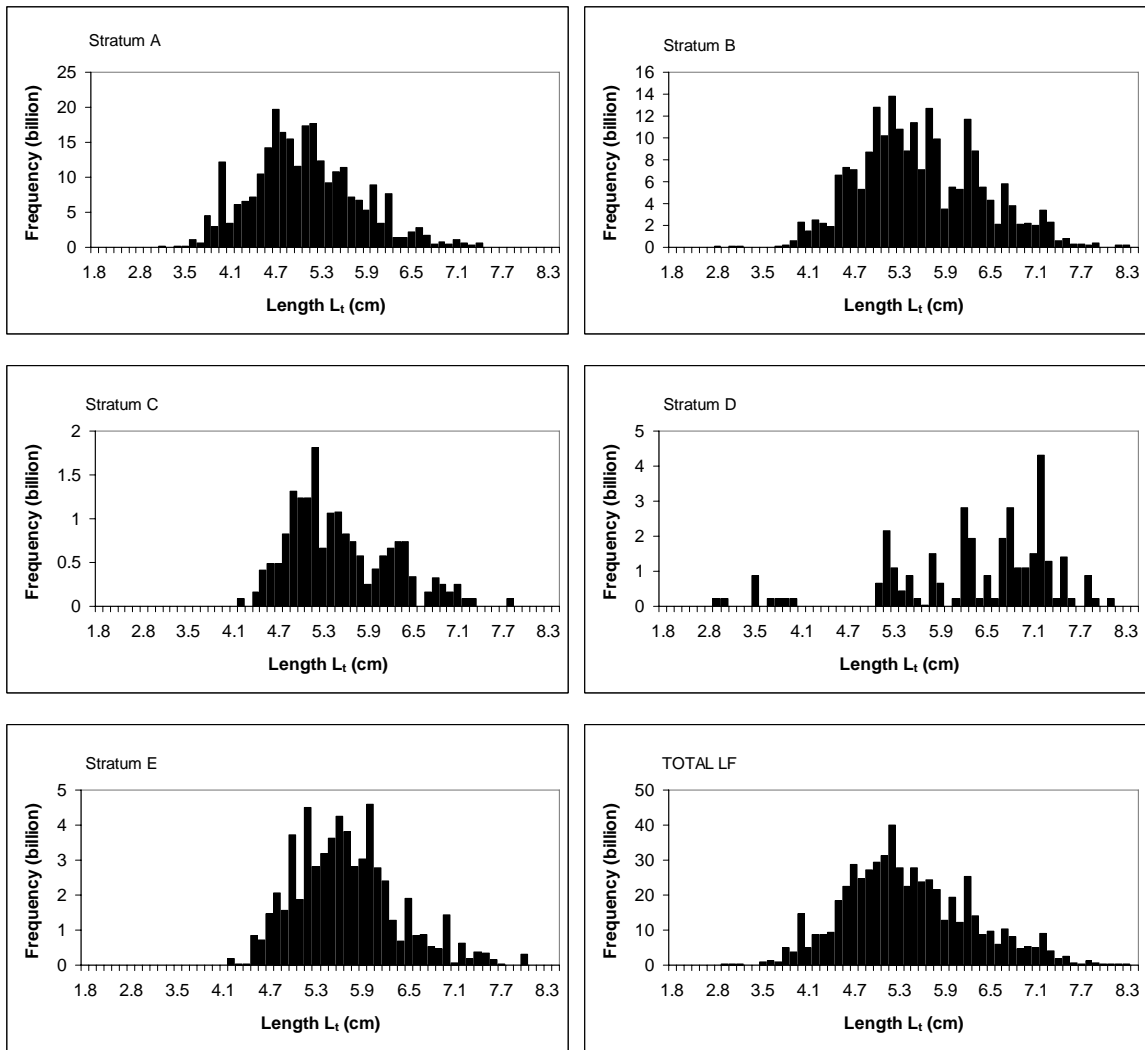 Stratum A
25
20
15
10
5
0
Frequency (billion)
1.8 2.8 3.5 4.1 4.7 5.3 5.9 6.5 7.1 7.7 8.3
Length Lt (cm)
Stratum B
16
14
12
10
8
6
4
2
0
Frequency (billion)
1.8 2.8 3.5 4.1 4.7 5.3 5.9 6.5 7.1 7.7 8.3
Length Lt (cm)
Stratum C
2
1.5
1
0.5
0
Frequency (billion)
1.8 2.8 3.5 4.1 4.7 5.3 5.9 6.5 7.1 7.7 8.3
Length Lt (cm)
Stratum D
5
4
3
2
1
0
Frequency (billion)
1.8 2.8 3.5 4.1 4.7 5.3 5.9 6.5 7.1 7.7 8.3
Length Lt (cm)
Stratum E
5
4
3
2
1
0
Frequency (billion)
1.8 2.8 3.5 4.1 4.7 5.3 5.9 6.5 7.1 7.7 8.3
Length Lt (cm)
TOTAL LF
50
40
30
20
10
0
Frequency (billion)
1.8 2.8 3.5 4.1 4.7 5.3 5.9 6.5 7.1 7.7 8.3
Length Lt (cm)